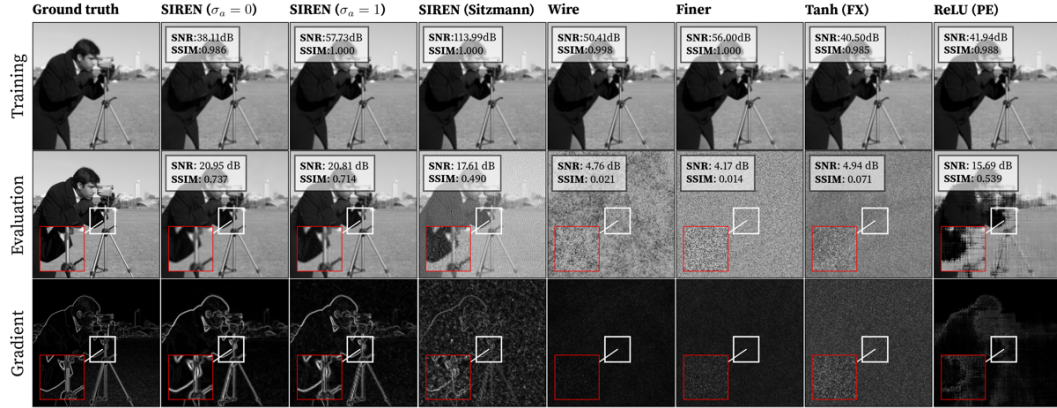 Ground truth SIREN (σₐ = 0) SIREN (σₐ = 1) SIREN (Sitzmann) Wire Finer Tanh (FX) ReLU (PE)
Training
SNR:38.11dB SNR:57.73dB SNR:113.99dB SNR:50.41dB SNR:56.00dB SNR:40.50dB SNR:41.94dB
SSIM:0.986 SSIM:1.000 SSIM:1.000 SSIM:0.998 SSIM:1.000 SSIM:0.985 SSIM:0.988
Evaluation
SNR: 20.95 dB SNR: 20.81 dB SNR: 17.61 dB SNR: 4.76 dB SNR: 4.17 dB SNR: 4.94 dB SNR: 15.69 dB
SSIM: 0.737 SSIM: 0.714 SSIM: 0.490 SSIM: 0.021 SSIM: 0.014 SSIM: 0.071 SSIM: 0.539
Gradient